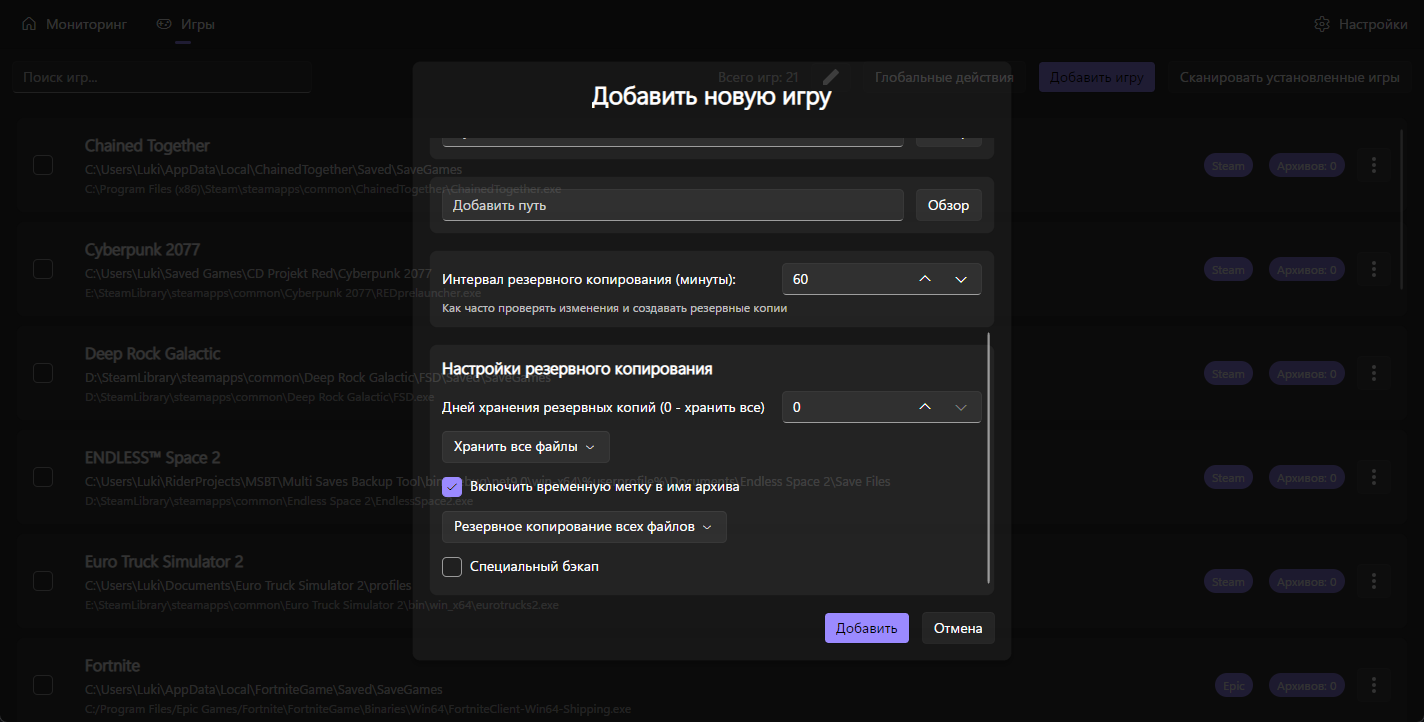 Мониторинг
Игры
Настройки
Поиск игр...
Всего игр: 21
Глобальные действия
Добавить игру
Сканировать установленные игры
Добавить новую игру
Chained Together
C:\Users\Luki\AppData\Local\ChainedTogether\Saved\SaveGames
C:\Program Files (x86)\Steam\steamapps\common\ChainedTogether\ChainedTogether.exe
Steam
Архивов: 0
Добавить путь
Обзор
Cyberpunk 2077
C:\Users\Luki\Saved Games\CD Projekt Red\Cyberpunk 2077
E:\SteamLibrary\steamapps\common\Cyberpunk 2077\REDprelauncher.exe
Steam
Архивов: 0
Интервал резервного копирования (минуты):
60
Как часто проверять изменения и создавать резервные копии
Deep Rock Galactic
D:\SteamLibrary\steamapps\common\Deep Rock Galactic\FSD\Saved\SaveGames
D:\SteamLibrary\steamapps\common\Deep Rock Galactic\FSD.exe
Steam
Архивов: 0
Настройки резервного копирования
Дней хранения резервных копий (0 - хранить все)
0
Хранить все файлы
ENDLESS™ Space 2
C:\Users\Luki\RiderProjects\MSBT\Multi Saves Backup Tool\bin\
\net9.0\win-x64\%userprofile%\Documents\Endless Space 2\Save Files
D:\SteamLibrary\steamapps\common\Endless Space 2\EndlessSpace2.exe
Steam
Архивов: 0
Включить временную метку в имя архива
Резервное копирование всех файлов
Специальный бэкап
Euro Truck Simulator 2
C:\Users\Luki\Documents\Euro Truck Simulator 2\profiles
E:\SteamLibrary\steamapps\common\Euro Truck Simulator 2\bin\win_x64\eurotrucks2.exe
Steam
Архивов: 0
Добавить
Отмена
Fortnite
C:\Users\Luki\AppData\Local\FortniteGame\Saved\SaveGames
C:/Program Files/Epic Games/Fortnite\FortniteGame\Binaries\Win64\FortniteClient-Win64-Shipping.exe
Epic
Архивов: 0